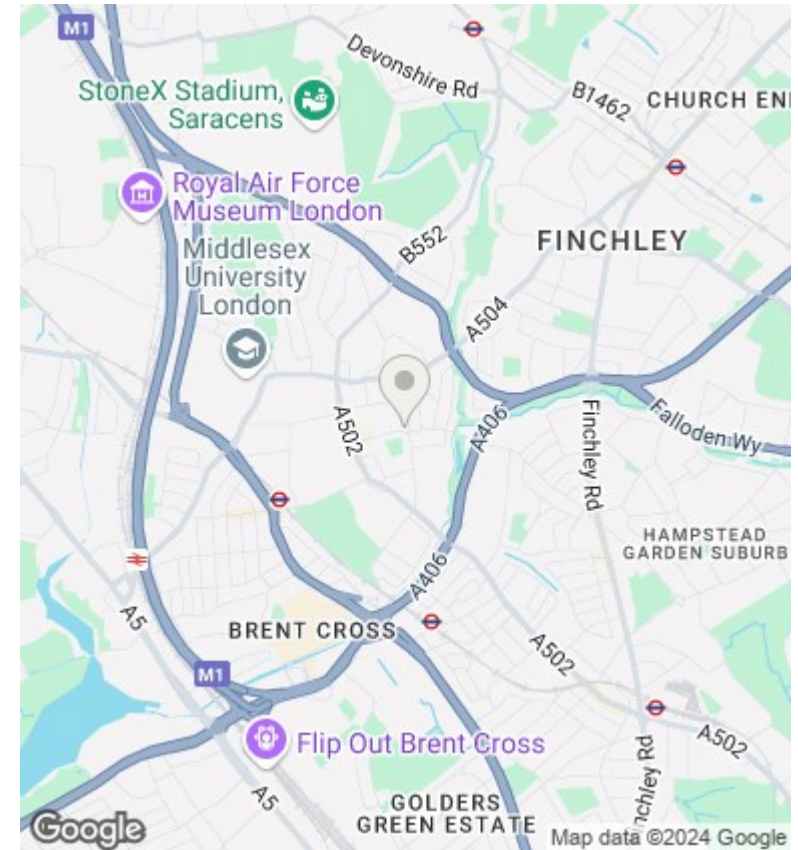 M1
Devonshire Rd
StoneX Stadium,
Saracens
B1462
CHURCH EN
Royal Air Force
Museum London
FINCHLEY
B552
Middlesex
University
London
A504
A502
A406
Finchley Rd
Falloden Wy
HAMPSTEAD
GARDEN SUBURB
A406
A5
BRENT CROSS
A502
M1
Flip Out Brent Cross
A502
A5
nchley Rd
GOLDERS
GREEN ESTATE
Google
Map data ©2024 Google